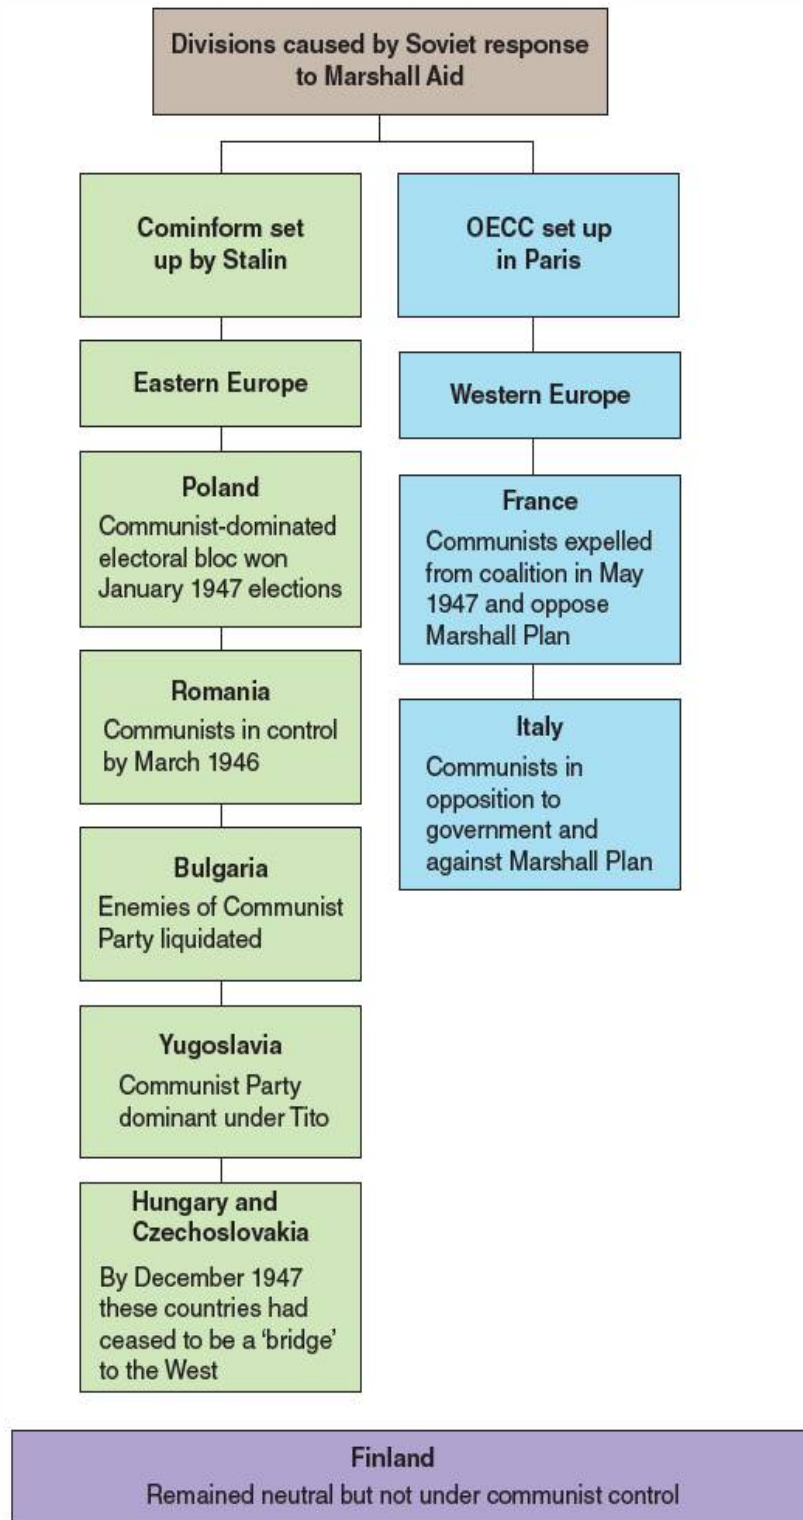 Divisions caused by Soviet response
to Marshall Aid
Cominform set
up by Stalin
Eastern Europe
Poland
Communist-dominated
electoral bloc won
January 1947 elections
Romania
Communists in control
by March 1946
Bulgaria
Enemies of Communist
Party liquidated
Yugoslavia
Communist Party
dominant under Tito
Hungary and
Czechoslovakia
By December 1947
these countries had
ceased to be a ‘bridge’
to the West
OECC set up
in Paris
Western Europe
France
Communists expelled
from coalition in May
1947 and oppose
Marshall Plan
Italy
Communists in
opposition to
government and
against Marshall Plan
Finland
Remained neutral but not under communist control